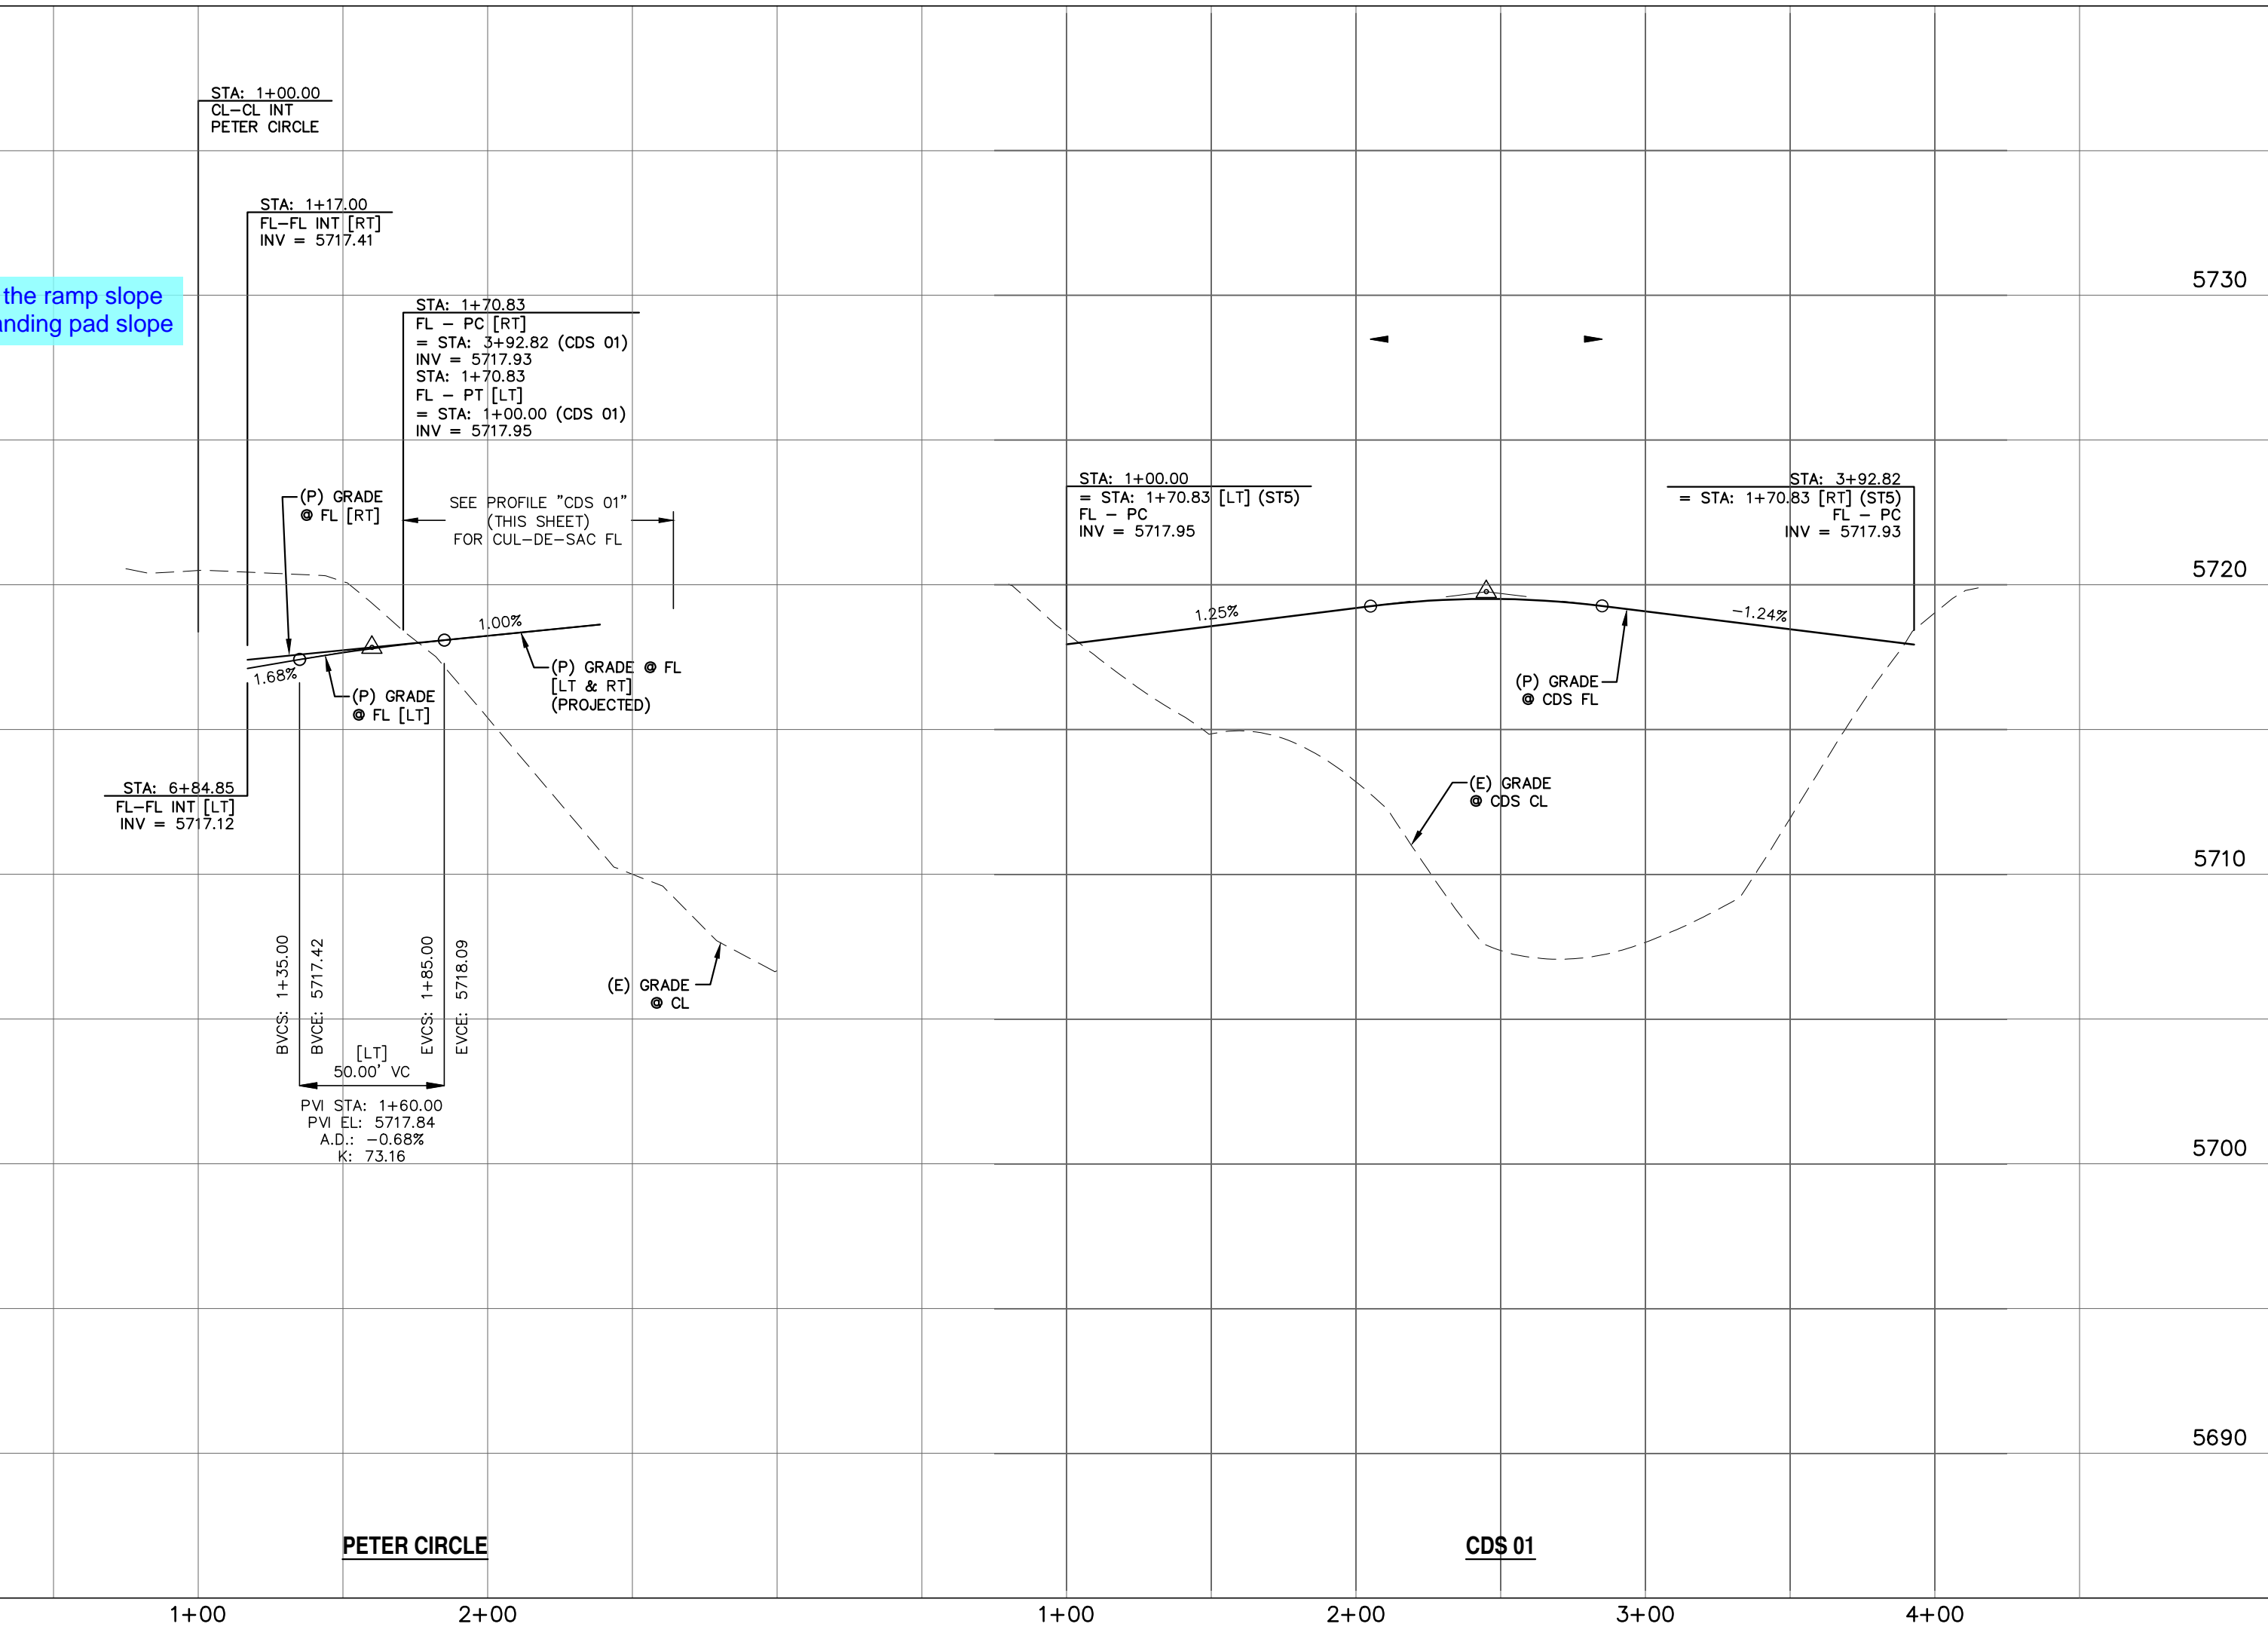 STA: 1+00.00
CL-CL INT
PETER CIRCLE
STA: 1+17.00
FL-FL INT [RT]
INV = 5717.41
the ramp slope
anding pad slope
STA: 1+70.83
FL - PC [RT]
= STA: 3+92.82 (CDS 01)
INV = 5717.93
STA: 1+70.83
FL - PT [LT]
= STA: 1+00.00 (CDS 01)
INV = 5717.95
(P) GRADE
@ FL [RT]
SEE PROFILE "CDS 01"
(THIS SHEET)
FOR CUL-DE-SAC FL
1.00%
1.68%
(P) GRADE
@ FL [LT]
(P) GRADE @ FL
[LT & RT]
(PROJECTED)
STA: 6+84.85
FL-FL INT [LT]
INV = 5717.12
BVCS: 1+35.00
BVCE: 5717.42
EVCS: 1+85.00
EVCE: 5718.09
[LT]
50.00' VC
PVI STA: 1+60.00
PVI EL: 5717.84
A.D.: -0.68%
K: 73.16
(E) GRADE
@ CL
PETER CIRCLE
1+00
2+00
STA: 1+00.00
= STA: 1+70.83 [LT] (ST5)
FL - PC
INV = 5717.95
STA: 3+92.82
= STA: 1+70.83 [RT] (ST5)
FL - PC
INV = 5717.93
1.25%
-1.24%
(P) GRADE
@ CDS FL
(E) GRADE
@ CDS CL
CDS 01
1+00
2+00
3+00
4+00
5730
5720
5710
5700
5690